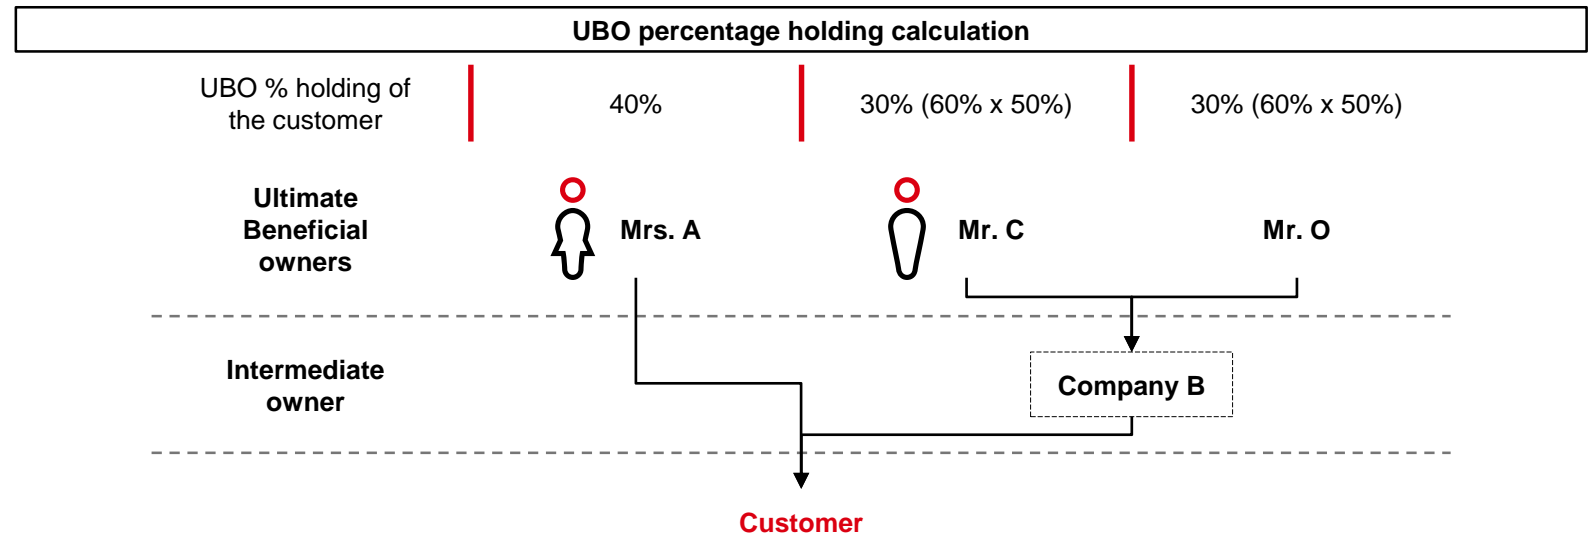 UBO percentage holding calculation
UBO % holding of
the customer
40%
30% (60% x 50%)
30% (60% x 50%)
Ultimate
Beneficial
owners
Mrs. A
Mr. C
Mr. O
Intermediate
owner
Company B
Customer